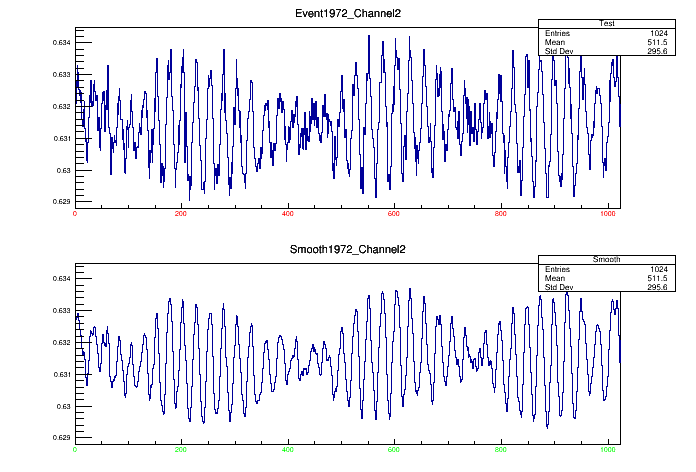 Event1972_Channel2
Test
Entries 1024
Mean 511.5
Std Dev 295.6
0.634
0.633
0.632
0.631
0.63
0.629
0 200 400 600 800 1000
Smooth1972_Channel2
Smooth
Entries 1024
Mean 511.5
Std Dev 295.6
0.634
0.633
0.632
0.631
0.63
0.629
0 200 400 600 800 1000